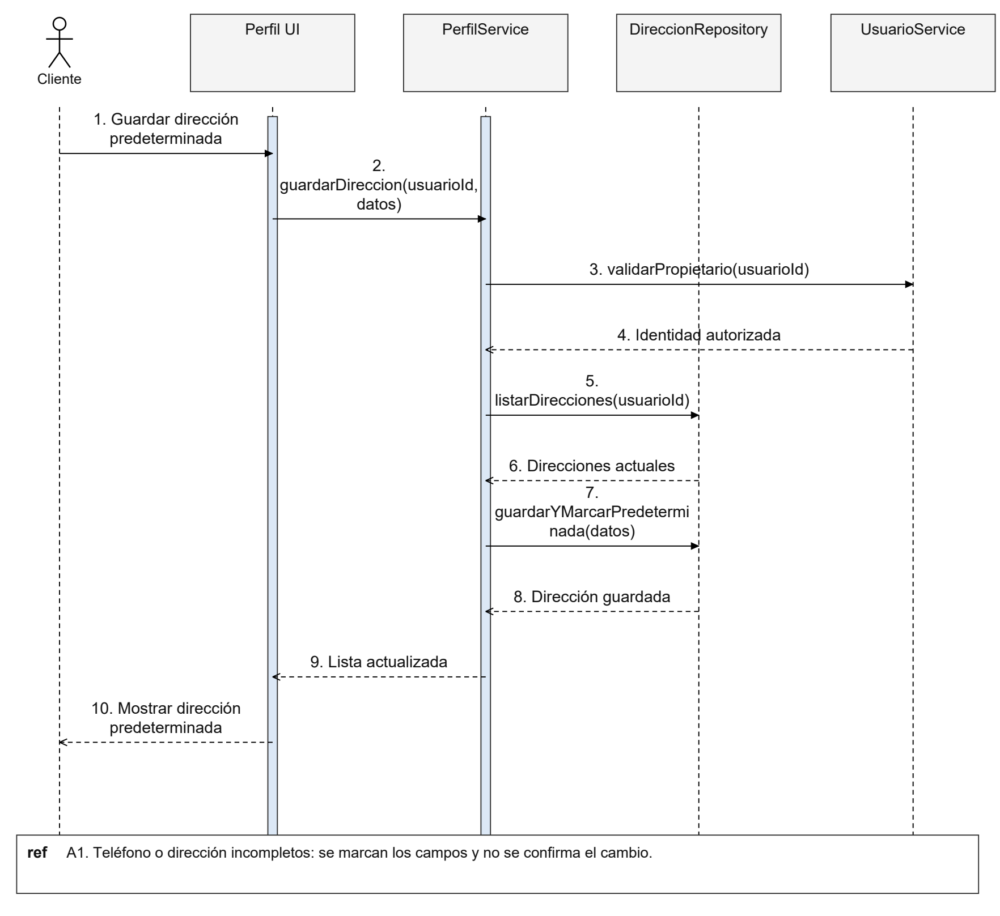 Perfil UI
PerfilService
DireccionRepository
UsuarioService
Cliente
1. Guardar dirección
predeterminada
2.
guardarDireccion(usuarioId,
datos)
3. validarPropietario(usuarioId)
4. Identidad autorizada
5.
listarDirecciones(usuarioId)
6. Direcciones actuales
7.
guardarYMarcarPredetermi
nada(datos)
8. Dirección guardada
9. Lista actualizada
10. Mostrar dirección
predeterminada
ref A1. Teléfono o dirección incompletos: se marcan los campos y no se confirma el cambio.